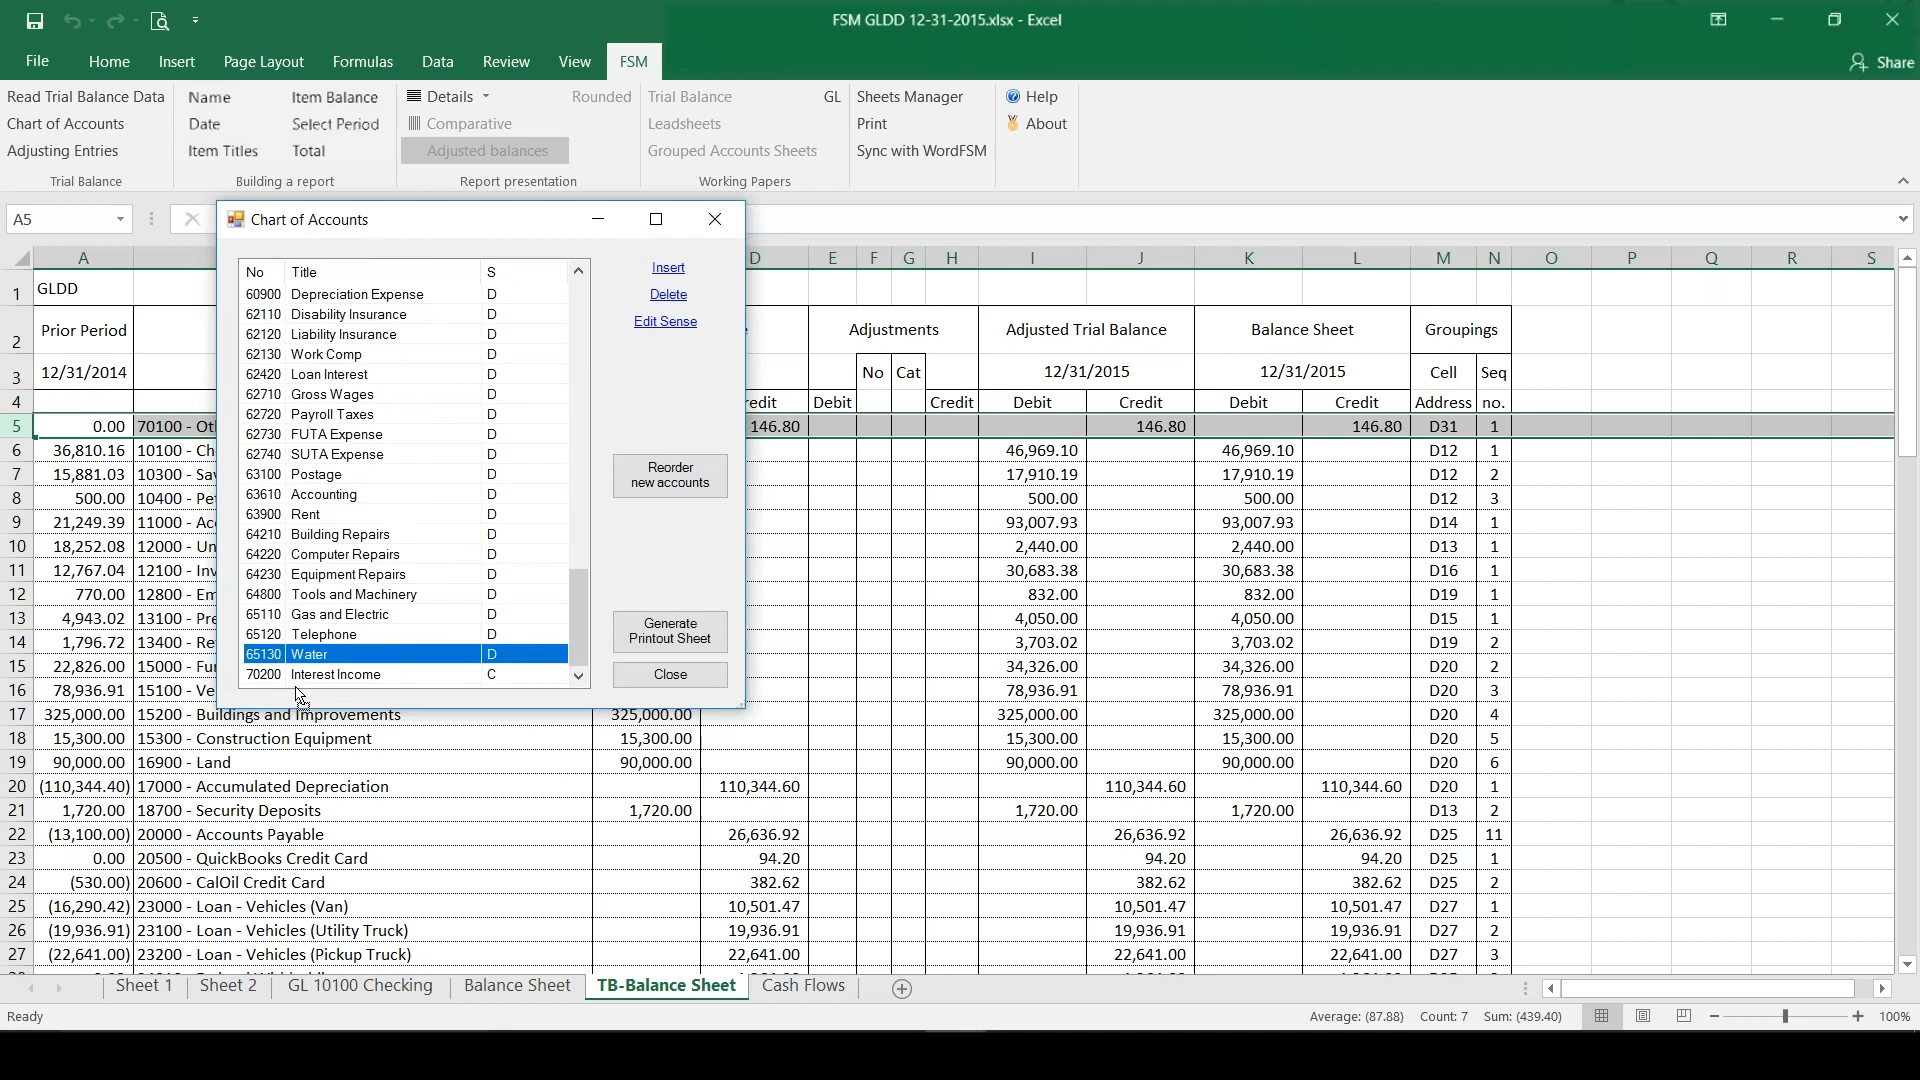 FSM GLDD 12-31-2015.xlsx - Excel
File Home Insert Page Layout Formulas Data Review View FSM Share
Read Trial Balance Data Name Item Balance Details Rounded Trial Balance GL Sheets Manager Help
Chart of Accounts Date Select Period Comparative Leadsheets Print About
Adjusting Entries Item Titles Total Adjusted balances Grouped Accounts Sheets Sync with WordFSM
Trial Balance Building a report Report presentation Working Papers
A5
Chart of Accounts
No Title S
60900 Depreciation Expense D
62110 Disability Insurance D
62120 Liability Insurance D
62130 Work Comp D
62420 Loan Interest D
62710 Gross Wages D
62720 Payroll Taxes D
62730 FUTA Expense D
62740 SUTA Expense D
63100 Postage D
63610 Accounting D
63900 Rent D
64210 Building Repairs D
64220 Computer Repairs D
64230 Equipment Repairs D
64800 Tools and Machinery D
65110 Gas and Electric D
65120 Telephone D
65130 Water D
70200 Interest Income C
Insert
Delete
Edit Sense
Reorder
new accounts
Generate
Printout Sheet
Close
A D E F G H I J K L M N O P Q R S
1 GLDD
2 Prior Period Adjustments Adjusted Trial Balance Balance Sheet Groupings
3 12/31/2014 No Cat 12/31/2015 12/31/2015 Cell Seq
4 redit Debit Credit Debit Credit Debit Credit Address no.
5 0.00 70100 - Ot 146.80 146.80 146.80 D31 1
6 36,810.16 10100 - Ch 46,969.10 46,969.10 D12 1
7 15,881.03 10300 - Sa 17,910.19 17,910.19 D12 2
8 500.00 10400 - Pe 500.00 500.00 D12 3
9 21,249.39 11000 - Ac 93,007.93 93,007.93 D14 1
10 18,252.08 12000 - Un 2,440.00 2,440.00 D13 1
11 12,767.04 12100 - Inv 30,683.38 30,683.38 D16 1
12 770.00 12800 - Em 832.00 832.00 D19 1
13 4,943.02 13100 - Pre 4,050.00 4,050.00 D15 1
14 1,796.72 13400 - Re 3,703.02 3,703.02 D19 2
15 22,826.00 15000 - Fu 34,326.00 34,326.00 D20 2
16 78,936.91 15100 - Ve 78,936.91 78,936.91 D20 3
17 325,000.00 15200 - Buildings and Improvements 325,000.00 325,000.00 325,000.00 D20 4
18 15,300.00 15300 - Construction Equipment 15,300.00 15,300.00 15,300.00 D20 5
19 90,000.00 16900 - Land 90,000.00 90,000.00 90,000.00 D20 6
20 (110,344.40) 17000 - Accumulated Depreciation 110,344.60 110,344.60 110,344.60 D20 1
21 1,720.00 18700 - Security Deposits 1,720.00 1,720.00 1,720.00 D13 2
22 (13,100.00) 20000 - Accounts Payable 26,636.92 26,636.92 26,636.92 D25 11
23 0.00 20500 - QuickBooks Credit Card 94.20 94.20 94.20 D25 1
24 (530.00) 20600 - CalOil Credit Card 382.62 382.62 382.62 D25 2
25 (16,290.42) 23000 - Loan - Vehicles (Van) 10,501.47 10,501.47 10,501.47 D27 1
26 (19,936.91) 23100 - Loan - Vehicles (Utility Truck) 19,936.91 19,936.91 19,936.91 D27 2
27 (22,641.00) 23200 - Loan - Vehicles (Pickup Truck) 22,641.00 22,641.00 22,641.00 D27 3
Sheet 1 Sheet 2 GL 10100 Checking Balance Sheet TB-Balance Sheet Cash Flows
Ready Average: (87.88) Count: 7 Sum: (439.40) 100%